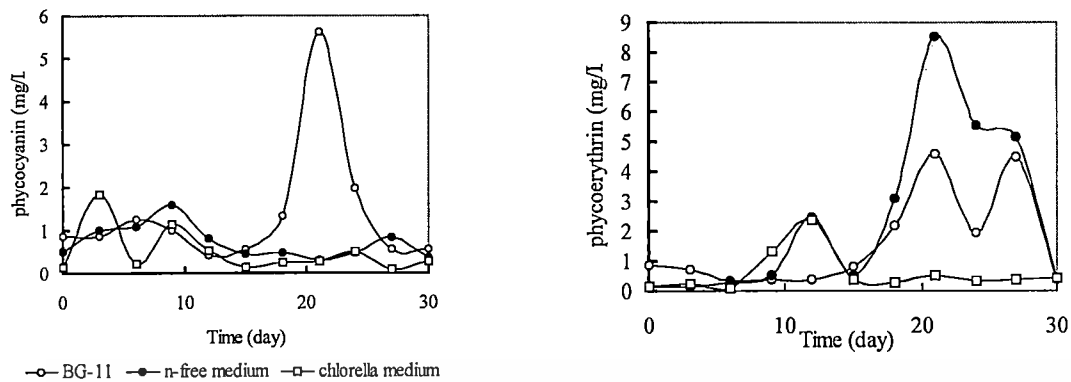 phycocyanin (mg/L)
6
5
4
3
2
1
0
0 10 20 30
Time (day)
BG-11 n-free medium chlorella medium
phycoerythrin (mg/L)
9
8
7
6
5
4
3
2
1
0
0 10 20 30
Time (day)